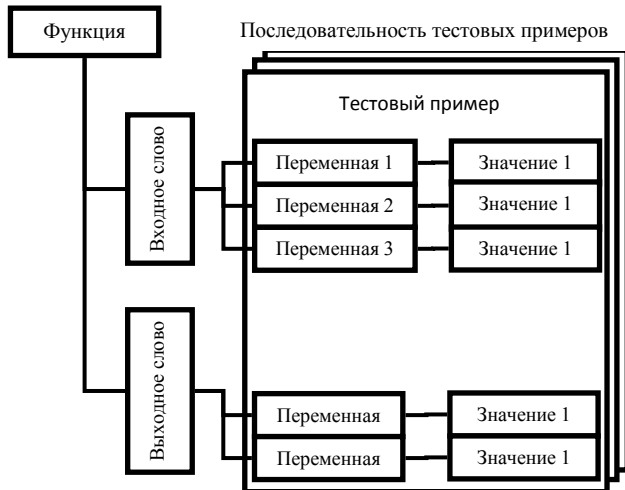 Функция
Последовательность тестовых примеров
Тестовый пример
Входное слово
Переменная 1
Значение 1
Переменная 2
Значение 1
Переменная 3
Значение 1
Выходное слово
Переменная
Значение 1
Переменная
Значение 1